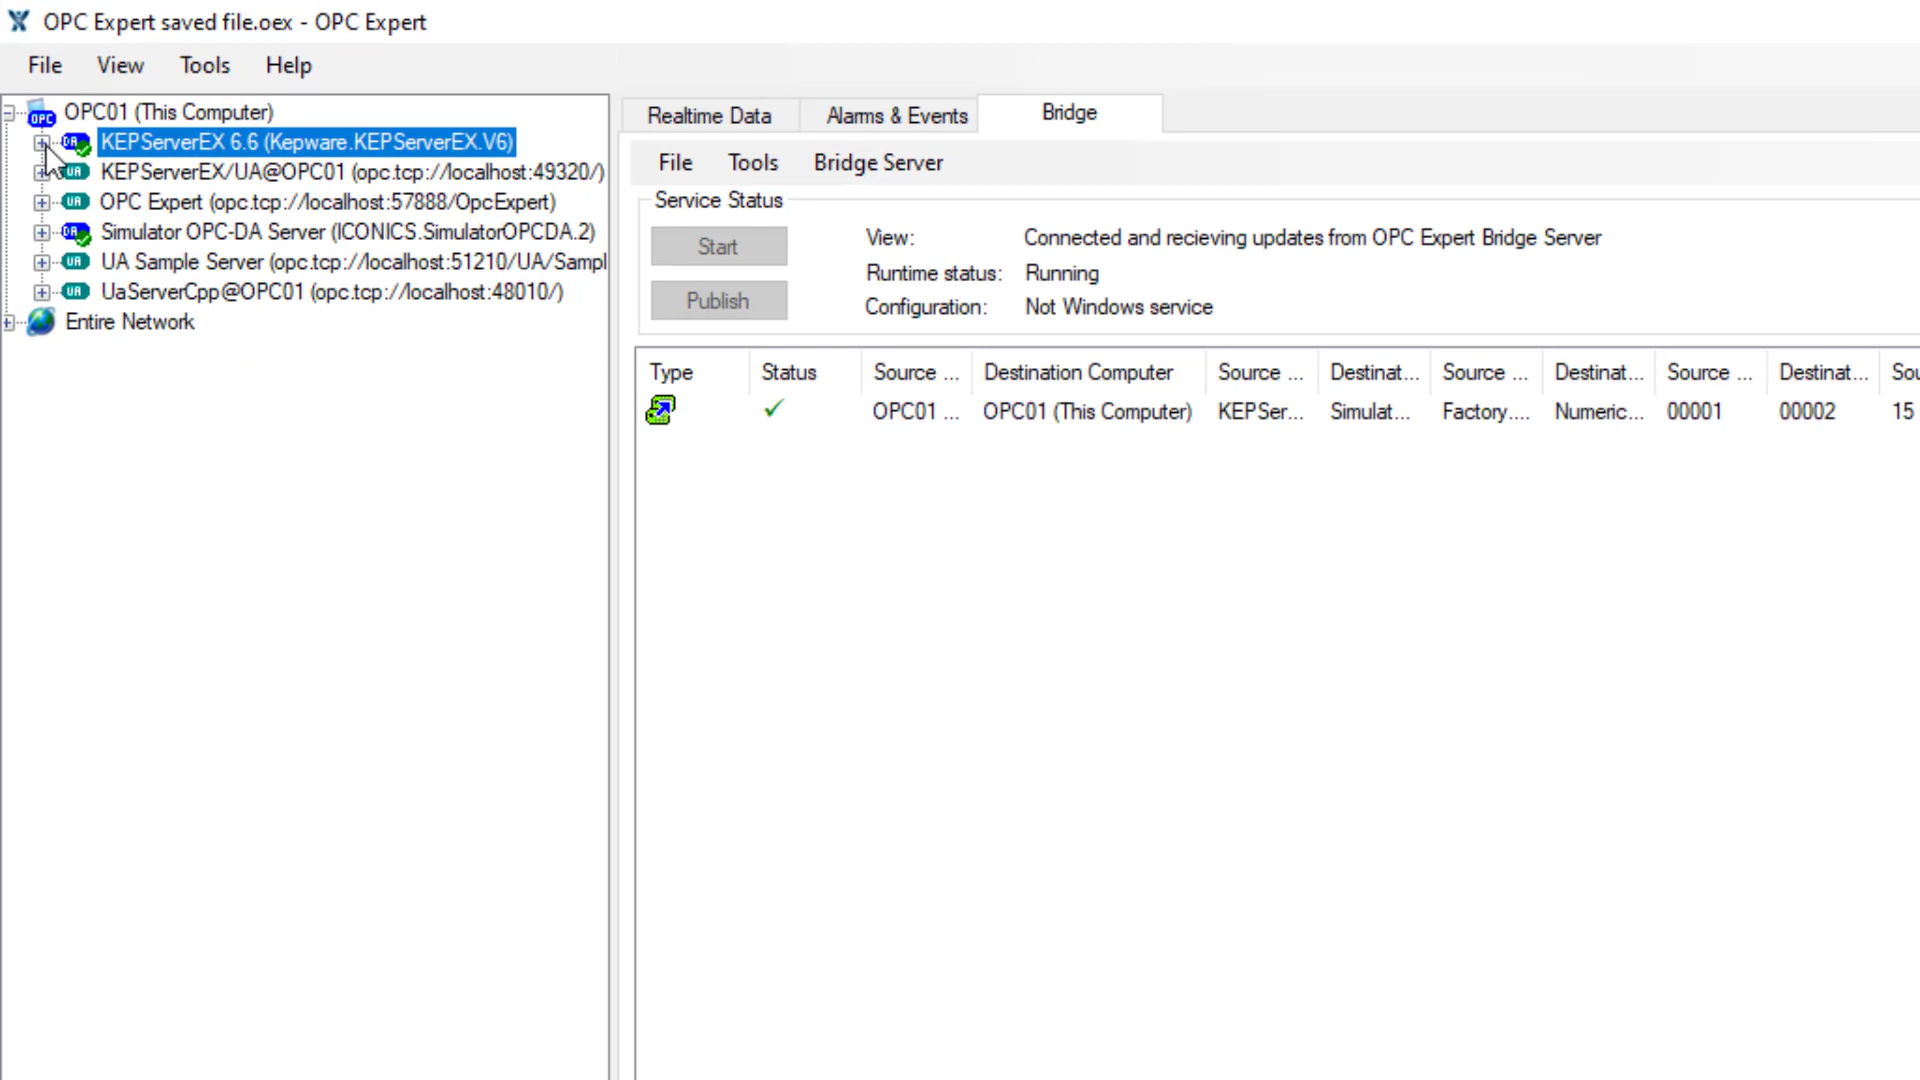 OPC Expert saved file.oex - OPC Expert
File View Tools Help
OPC01 (This Computer)
KEPServerEX 6.6 (Kepware.KEPServerEX.V6)
KEPServerEX/UA@OPC01 (opc.tcp://localhost:49320/)
OPC Expert (opc.tcp://localhost:57888/OpcExpert)
Simulator OPC-DA Server (ICONICS.SimulatorOPCDA.2)
UA Sample Server (opc.tcp://localhost:51210/UA/Sampl
UaServerCpp@OPC01 (opc.tcp://localhost:48010/)
Entire Network
Realtime Data Alarms & Events Bridge
File Tools Bridge Server
Service Status
Start
Publish
View: Connected and recieving updates from OPC Expert Bridge Server
Runtime status: Running
Configuration: Not Windows service
Type Status Source ... Destination Computer Source ... Destinat... Source ... Destinat... Source ... Destinat... Sou
OPC01 ... OPC01 (This Computer) KEPSer... Simulat... Factory.... Numeric... 00001 00002 15